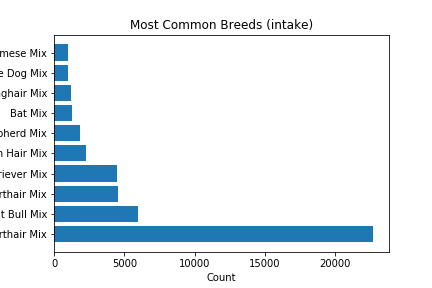 Most Common Breeds (intake)
mese Mix
e Dog Mix
ghair Mix
Bat Mix
pherd Mix
n Hair Mix
riever Mix
rthair Mix
t Bull Mix
rthair Mix
0 5000 10000 15000 20000
Count